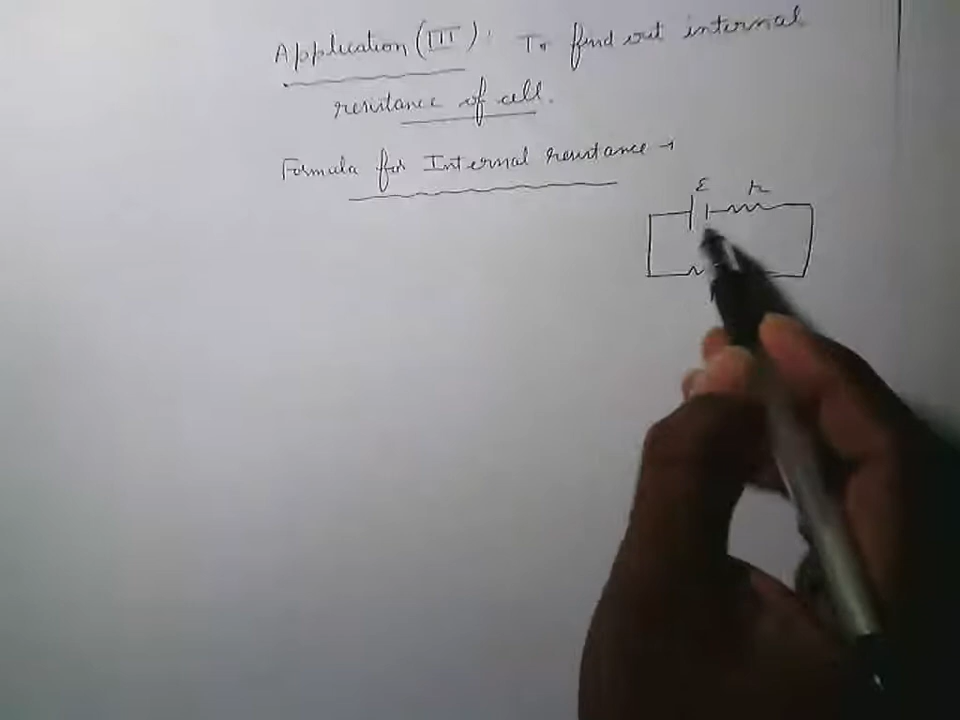 Application (III): To find out internal
resistance of cell.
Formula for Internal resistance →
ε r